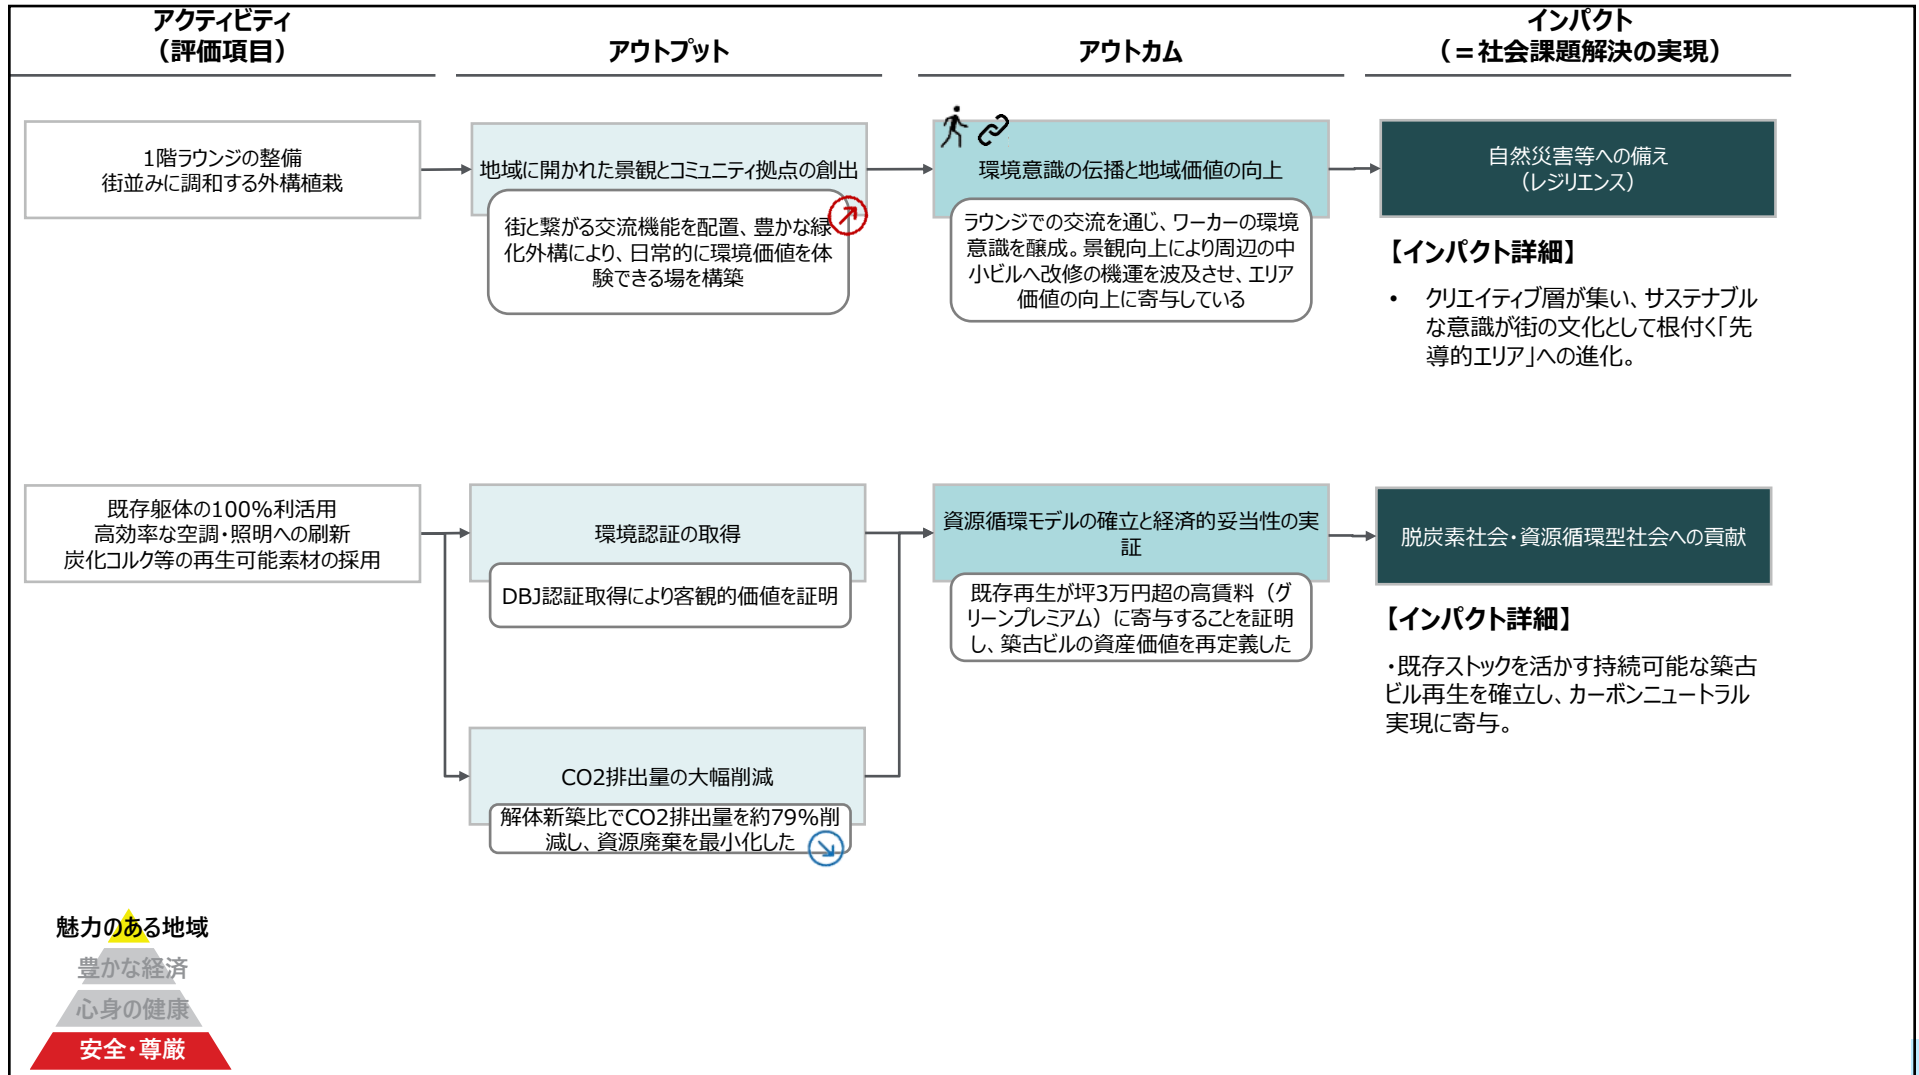 アクティビティ
（評価項目）
アウトプット
アウトカム
インパクト
（＝社会課題解決の実現）
1階ラウンジの整備
街並みに調和する外構植栽
地域に開かれた景観とコミュニティ拠点の創出
街と繋がる交流機能を配置、豊かな緑
化外構により、日常的に環境価値を体
験できる場を構築
環境意識の伝播と地域価値の向上
ラウンジでの交流を通じ、ワーカーの環境
意識を醸成。景観向上により周辺の中
小ビルへ改修の機運を波及させ、エリア
価値の向上に寄与している
自然災害等への備え
（レジリエンス）
【インパクト詳細】
• クリエイティブ層が集い、サステナブル
な意識が街の文化として根付く「先
導的エリア」への進化。
既存躯体の100%利活用
高効率な空調・照明への刷新
炭化コルク等の再生可能素材の採用
環境認証の取得
DBJ認証取得により客観的価値を証明
CO2排出量の大幅削減
解体新築比でCO2排出量を約79%削
減し、資源廃棄を最小化した
資源循環モデルの確立と経済的妥当性の実
証
既存再生が坪3万円超の高賃料（グ
リーンプレミアム）に寄与することを証明
し、築古ビルの資産価値を再定義した
脱炭素社会・資源循環型社会への貢献
【インパクト詳細】
・既存ストックを活かす持続可能な築古
ビル再生を確立し、カーボンニュートラル
実現に寄与。
魅力のある地域
豊かな経済
心身の健康
安全・尊厳